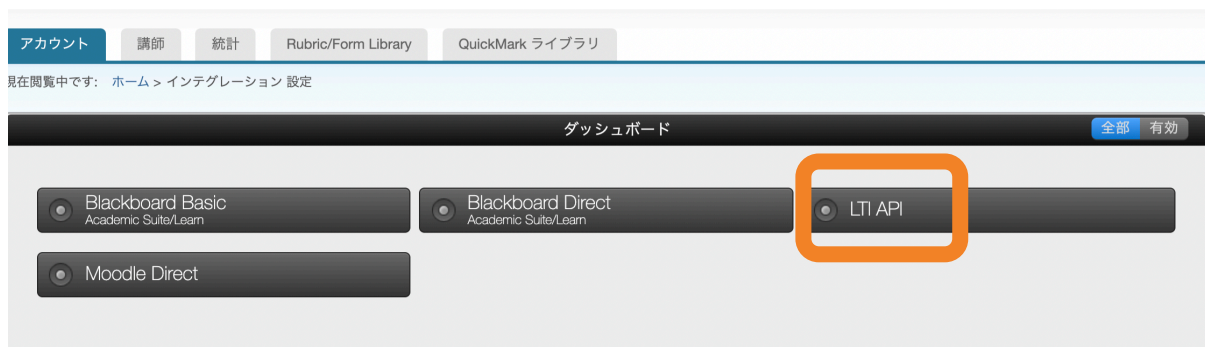 アカウント 講師 統計 Rubric/Form Library QuickMark ライブラリ
現在閲覧中です: ホーム > インテグレーション 設定
ダッシュボード 全部 有効
Blackboard Basic
Academic Suite/Learn
Blackboard Direct
Academic Suite/Learn
LTI API
Moodle Direct